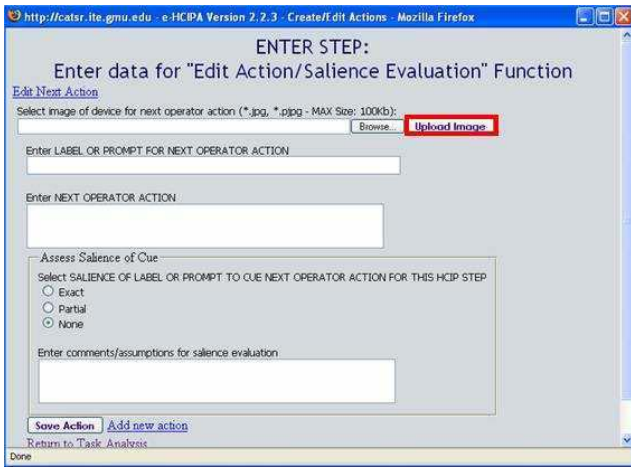 http://catsr.ite.gmu.edu - e-HCIPA Version 2.2.3 - Create/Edit Actions - Mozilla Firefox
ENTER STEP:
Enter data for "Edit Action/Salience Evaluation" Function
Edit Next Action
Select image of device for next operator action (*.jpg, *.pjpg - MAX Size: 100Kb):
Browse... Upload Image
Enter LABEL OR PROMPT FOR NEXT OPERATOR ACTION
Enter NEXT OPERATOR ACTION
Assess Salience of Cue
Select SALIENCE OF LABEL OR PROMPT TO CUE NEXT OPERATOR ACTION FOR THIS HCIP STEP
Exact
Partial
None
Enter comments/assumptions for salience evaluation
Save Action Add new action
Return to Task Analysis
Done